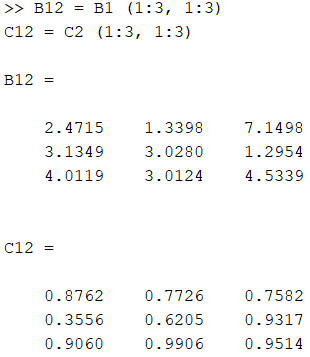 >> B12 = B1 (1:3, 1:3)
C12 = C2 (1:3, 1:3)
B12 =
2.4715 1.3398 7.1498
3.1349 3.0280 1.2954
4.0119 3.0124 4.5339
C12 =
0.8762 0.7726 0.7582
0.3556 0.6205 0.9317
0.9060 0.9906 0.9514